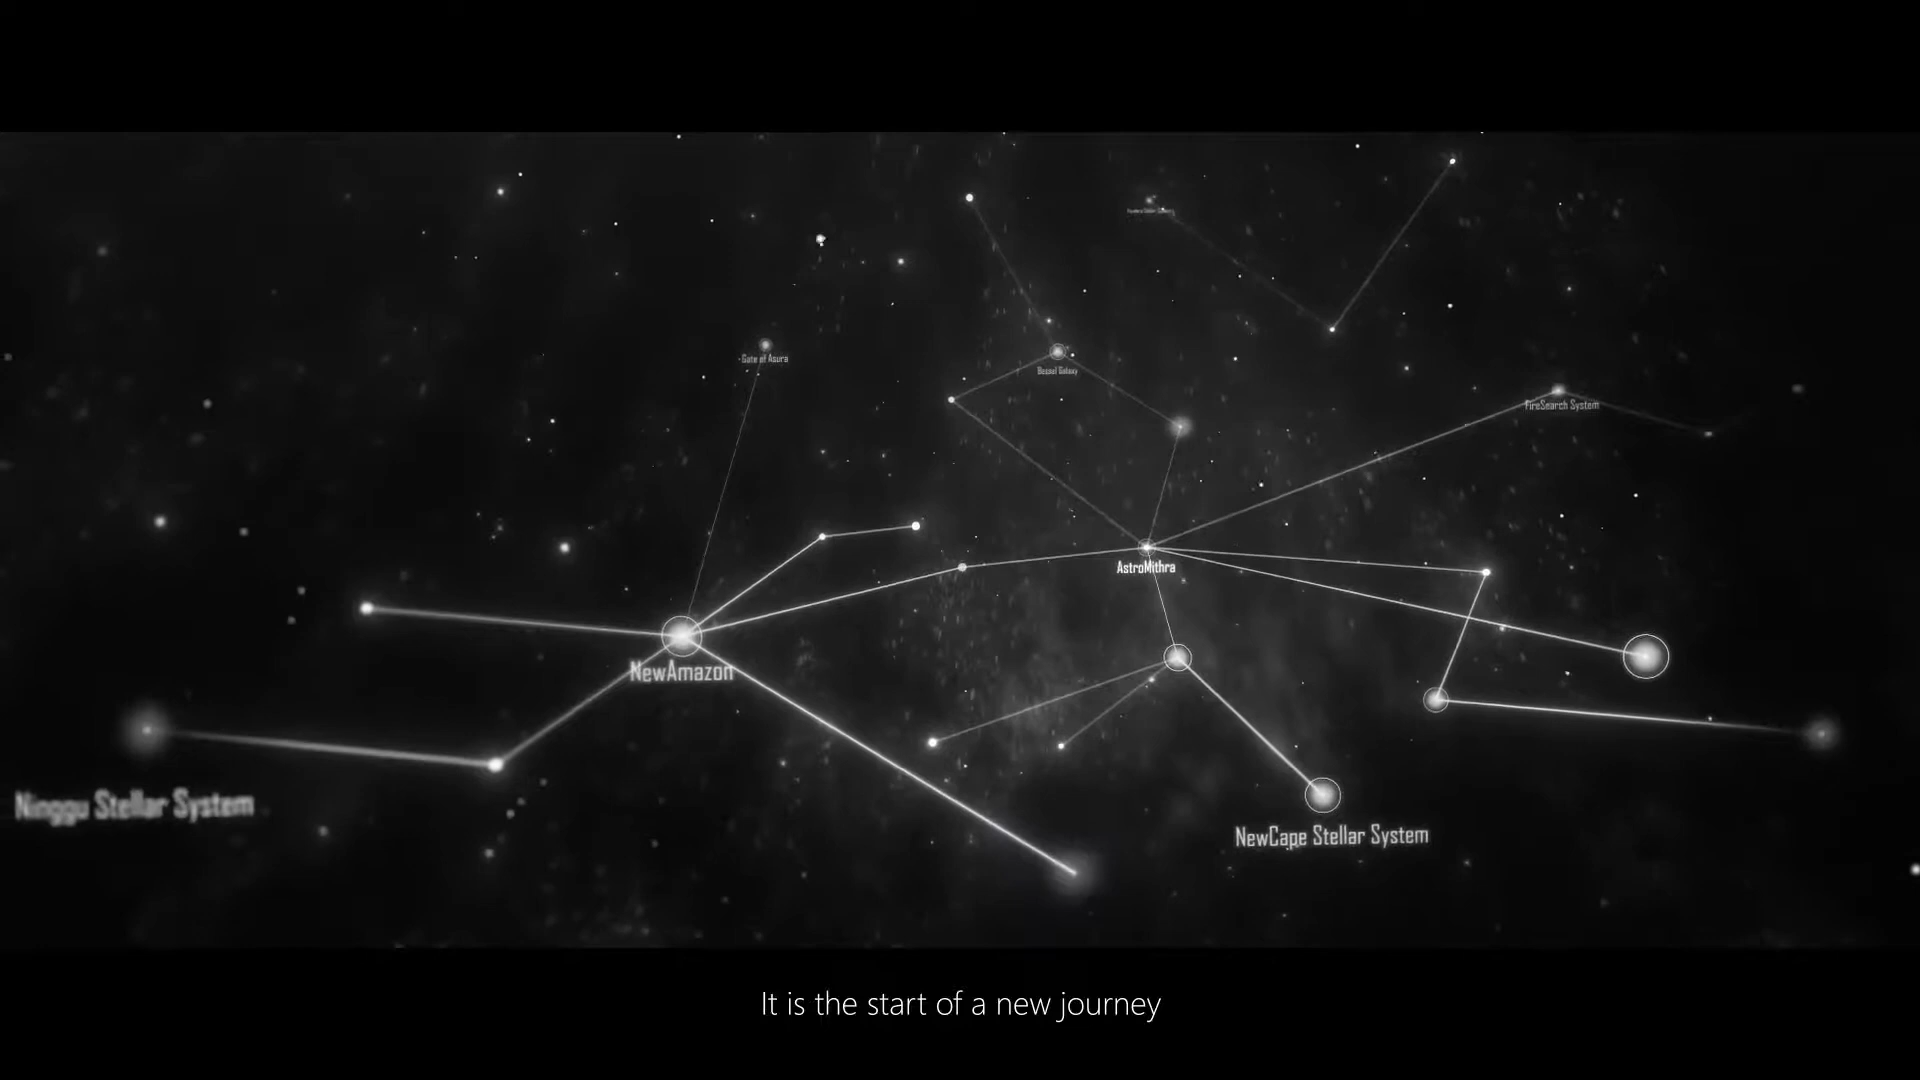 Gate of Asura
Bessel Galaxy
FireSearch System
AstroMithra
NewAmazon
Ninggu Stellar System
NewCape Stellar System
It is the start of a new journey